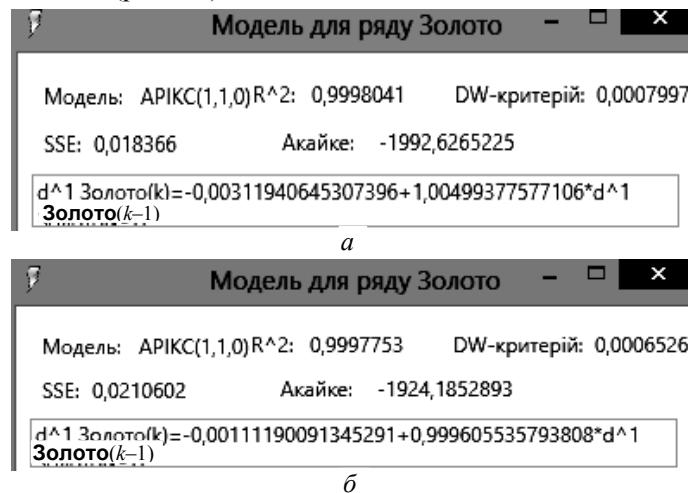 Модель для ряду Золото
Модель: АРІКС(1,1,0) R^2: 0,9998041 DW-критерій: 0,0007997
SSE: 0,018366 Акайке: -1992,6265225
d^1 Золото(k)=-0,00311940645307396+1,00499377577106*d^1
Золото(k–1)
а
Модель для ряду Золото
Модель: АРІКС(1,1,0) R^2: 0,9997753 DW-критерій: 0,0006526
SSE: 0,0210602 Акайке: -1924,1852893
d^1 Золото(k)=-0,00111190091345291+0,999605535793808*d^1
Золото(k–1)
б